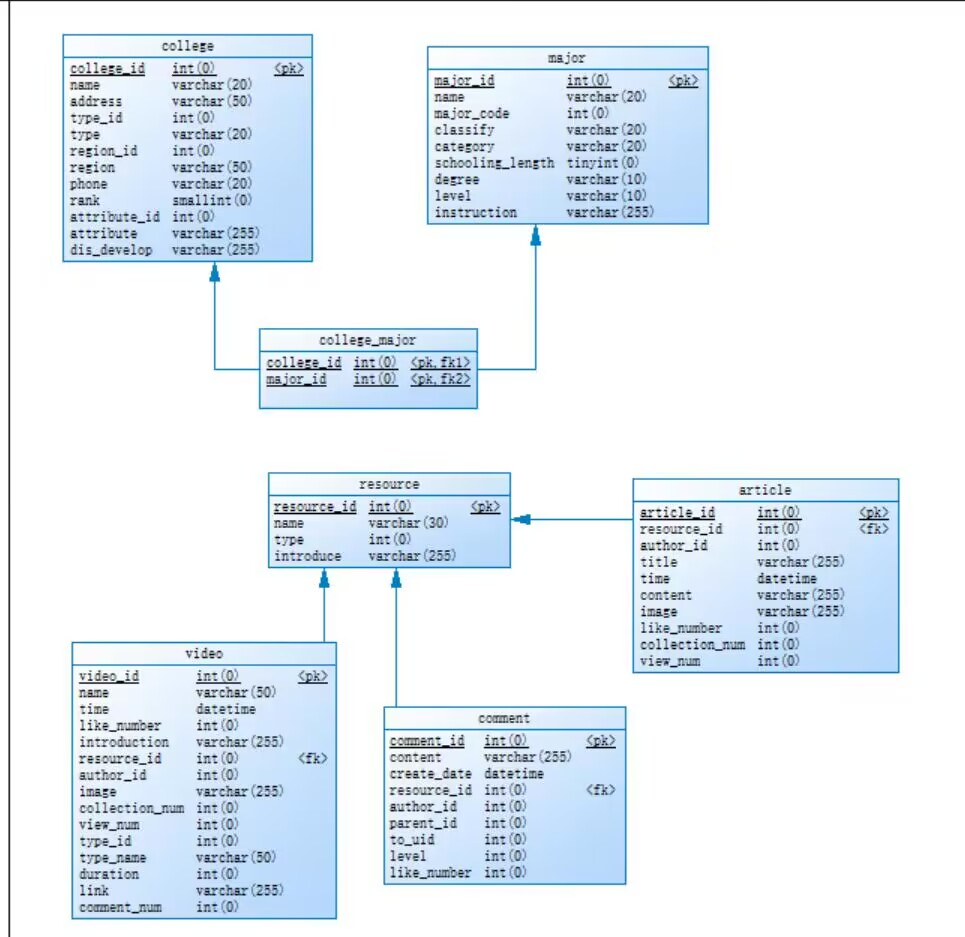 college
college_id int(0) <pk>
name varchar(20)
address varchar(50)
type_id int(0)
type varchar(20)
region_id int(0)
region varchar(50)
phone varchar(20)
rank smallint(0)
attribute_id int(0)
attribute varchar(255)
dis_develop varchar(255)
major
major_id int(0) <pk>
name varchar(20)
major_code int(0)
classify varchar(20)
category varchar(20)
schooling_length tinyint(0)
degree varchar(10)
level varchar(10)
instruction varchar(255)
college_major
college_id int(0) <pk,fk1>
major_id int(0) <pk,fk2>
resource
resource_id int(0) <pk>
name varchar(30)
type int(0)
introduce varchar(255)
article
article_id int(0) <pk>
resource_id int(0) <fk>
author_id int(0)
title varchar(255)
time datetime
content varchar(255)
image varchar(255)
like_number int(0)
collection_num int(0)
view_num int(0)
video
video_id int(0) <pk>
name varchar(50)
time datetime
like_number int(0)
introduction varchar(255)
resource_id int(0) <fk>
author_id int(0)
image varchar(255)
collection_num int(0)
view_num int(0)
type_id int(0)
type_name varchar(50)
duration int(0)
link varchar(255)
comment_num int(0)
comment
comment_id int(0) <pk>
content varchar(255)
create_date datetime
resource_id int(0) <fk>
author_id int(0)
parent_id int(0)
to_uid int(0)
level int(0)
like_number int(0)